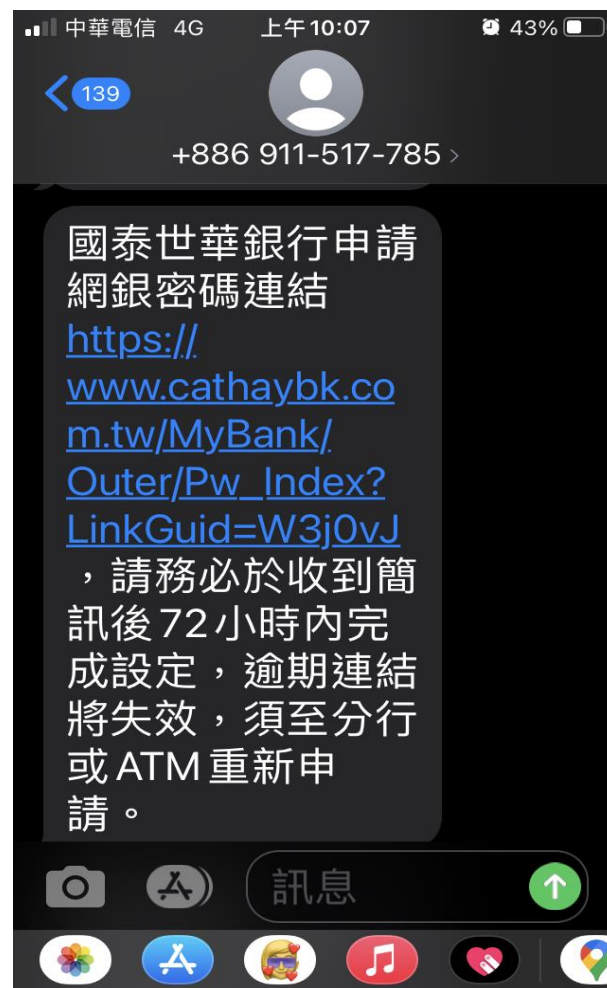 中華電信 4G 上午10:07 43%
139
+886 911-517-785
國泰世華銀行申請
網銀密碼連結
https://
www.cathaybk.co
m.tw/MyBank/
Outer/Pw_Index?
LinkGuid=W3j0vJ
，請務必於收到簡
訊後72小時內完
成設定，逾期連結
將失效，須至分行
或ATM重新申
請。
訊息